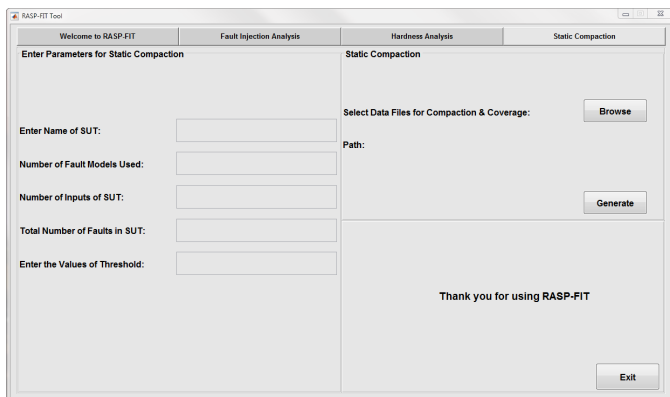 RASP-FIT Tool
Welcome to RASP-FIT
Fault Injection Analysis
Hardness Analysis
Static Compaction
Enter Parameters for Static Compaction
Enter Name of SUT:
Number of Fault Models Used:
Number of Inputs of SUT:
Total Number of Faults in SUT:
Enter the Values of Threshold:
Static Compaction
Select Data Files for Compaction & Coverage:
Browse
Path:
Generate
Thank you for using RASP-FIT
Exit